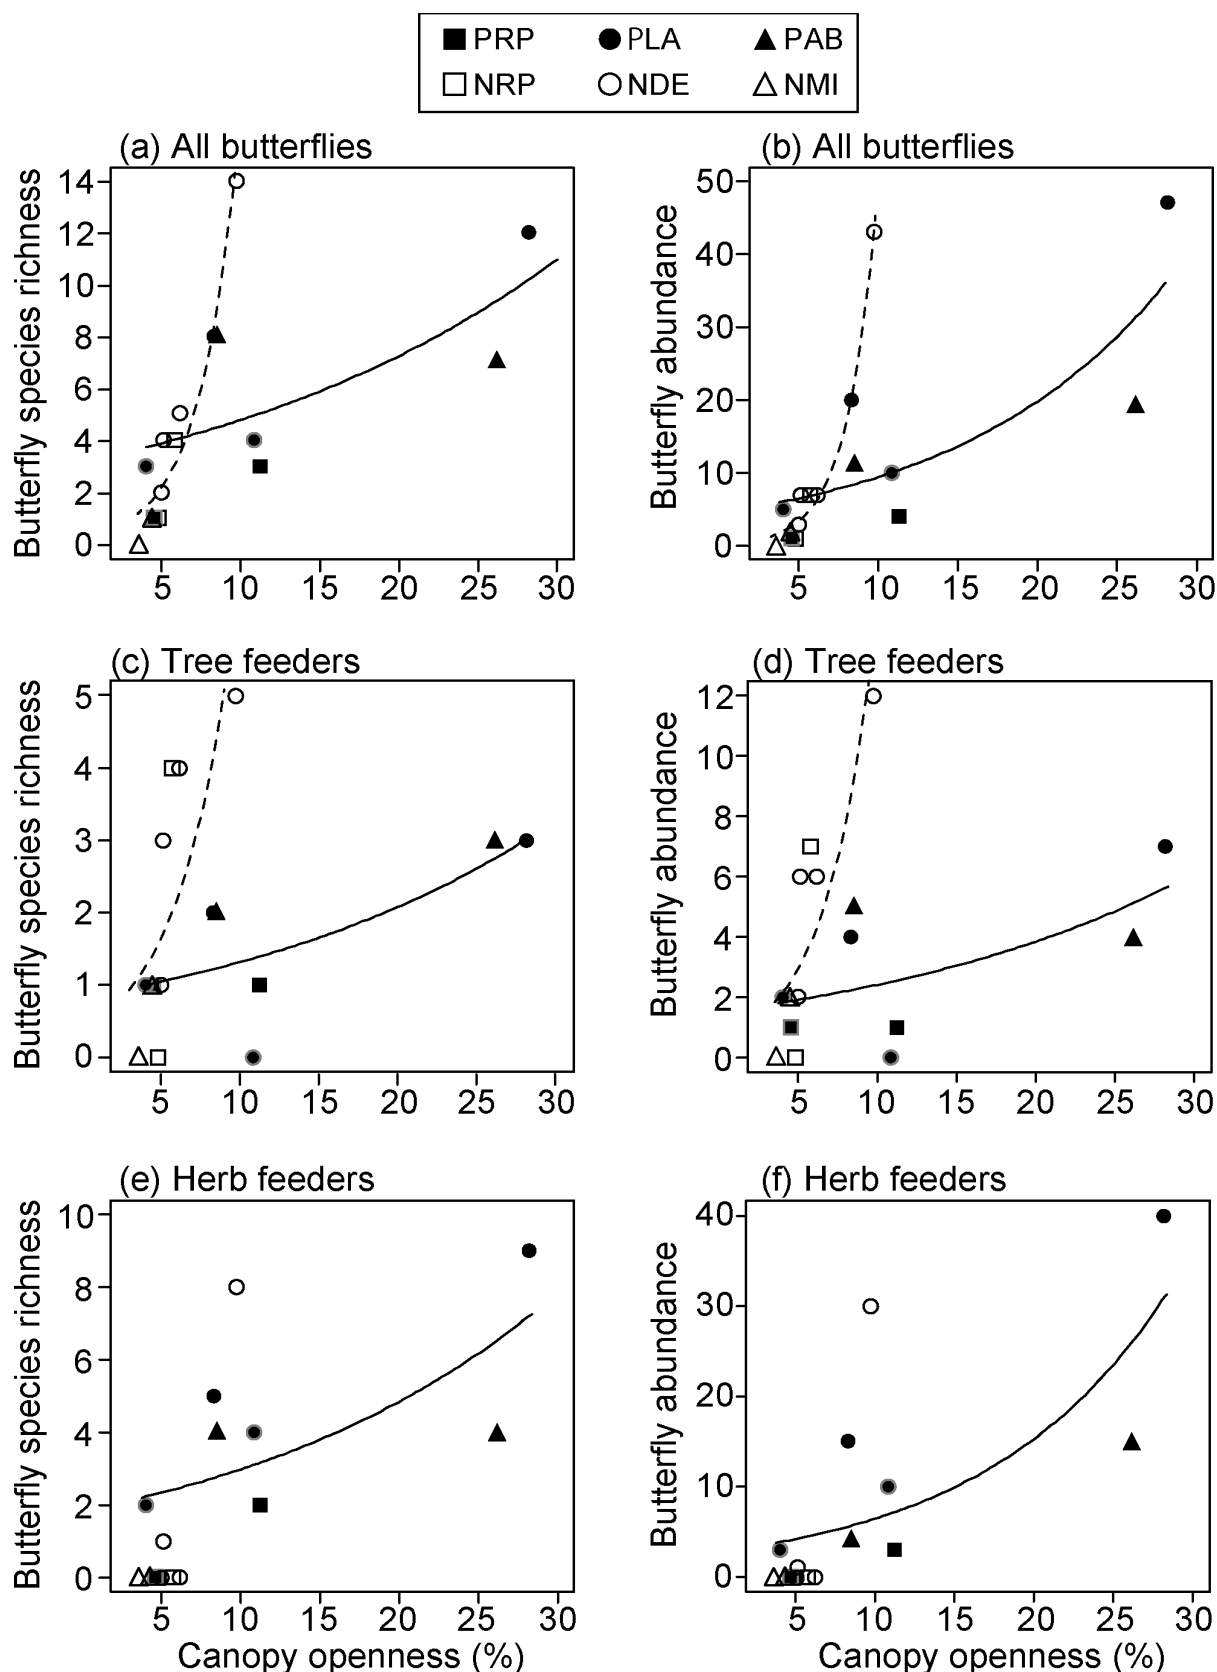 PRP PLA PAB
NRP NDE NMI
(a) All butterflies
Butterfly species richness
14
12
10
8
6
4
2
0
5 10 15 20 25 30
(b) All butterflies
Butterfly abundance
50
40
30
20
10
0
5 10 15 20 25 30
(c) Tree feeders
Butterfly species richness
5
4
3
2
1
0
5 10 15 20 25 30
(d) Tree feeders
Butterfly abundance
12
10
8
6
4
2
0
5 10 15 20 25 30
(e) Herb feeders
Butterfly species richness
10
8
6
4
2
0
5 10 15 20 25 30
Canopy openness (%)
(f) Herb feeders
Butterfly abundance
40
30
20
10
0
5 10 15 20 25 30
Canopy openness (%)